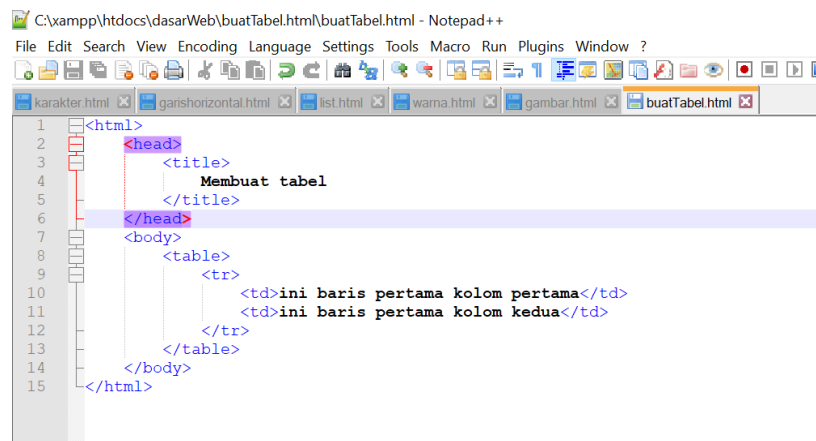 C:\xampp\htdocs\dasarWeb\buatTabel.html\buatTabel.html - Notepad++
File Edit Search View Encoding Language Settings Tools Macro Run Plugins Window ?
karakter.html garishorizontal.html list.html warna.html gambar.html buatTabel.html
1 <html>
2 <head>
3 <title>
4 Membuat tabel
5 </title>
6 </head>
7 <body>
8 <table>
9 <tr>
10 <td>ini baris pertama kolom pertama</td>
11 <td>ini baris pertama kolom kedua</td>
12 </tr>
13 </table>
14 </body>
15 </html>